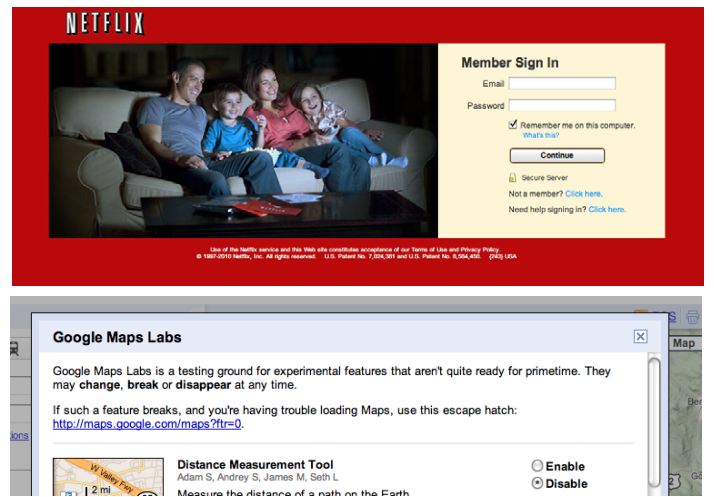 NETFLIX
Member Sign In
Email
Password
Remember me on this computer.
What's this?
Continue
Secure Server
Not a member? Click here.
Need help signing in? Click here.
Use of the Netflix service and this Web site constitutes acceptance of our Terms of Use and Privacy Policy.
© 1997-2010 Netflix, Inc. All rights reserved. U.S. Patent No. 7,024,381 and U.S. Patent No. 6,584,450. (243) USA
Google Maps Labs
Map
Google Maps Labs is a testing ground for experimental features that aren't quite ready for primetime. They
may change, break or disappear at any time.
If such a feature breaks, and you're having trouble loading Maps, use this escape hatch:
http://maps.google.com/maps?ftr=0.
Distance Measurement Tool
Adam S, Andrey S, James M, Seth L
Measure the distance of a path on the Earth
Enable
Disable
W Valley Fwy
2 mi